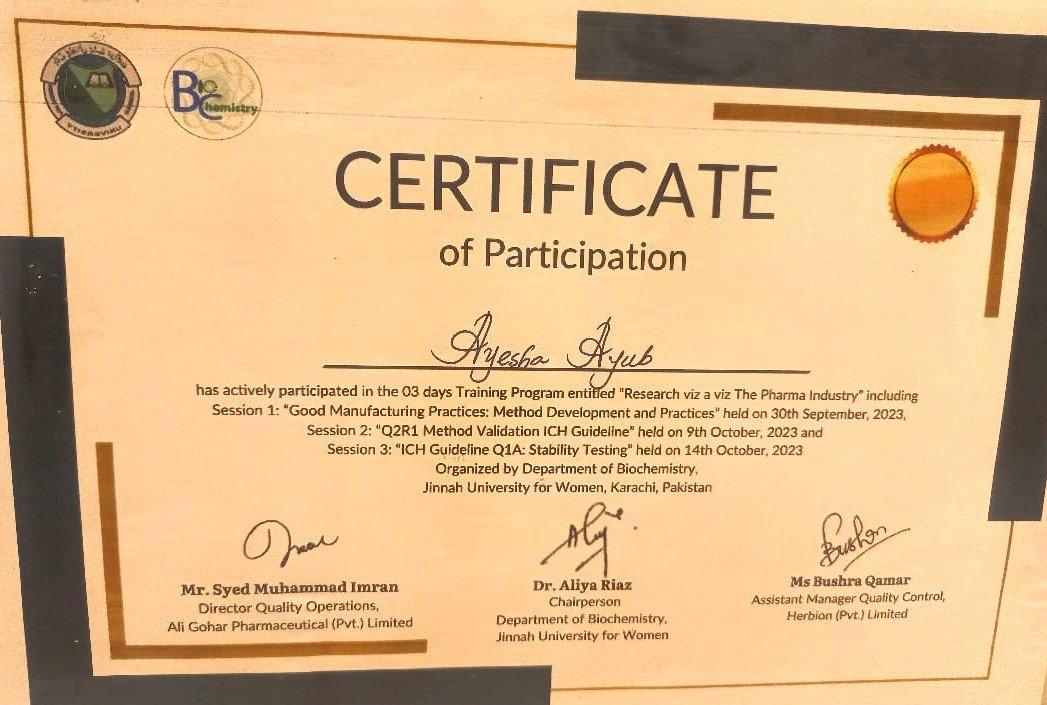 Bio
Chemistry
UNIVERSITY
CERTIFICATE
of Participation
Ayesha Ayub
has actively participated in the 03 days Training Program entitled "Research viz a viz The Pharma Industry" including
Session 1: "Good Manufacturing Practices: Method Development and Practices" held on 30th September, 2023,
Session 2: "Q2R1 Method Validation ICH Guideline" held on 9th October, 2023 and
Session 3: "ICH Guideline Q1A: Stability Testing" held on 14th October, 2023
Organized by Department of Biochemistry,
Jinnah University for Women, Karachi, Pakistan
Mr. Syed Muhammad Imran
Director Quality Operations,
Ali Gohar Pharmaceutical (Pvt.) Limited
Aly
Dr. Aliya Riaz
Chairperson
Department of Biochemistry,
Jinnah University for Women
Bushra
Ms Bushra Qamar
Assistant Manager Quality Control,
Herbion (Pvt.) Limited